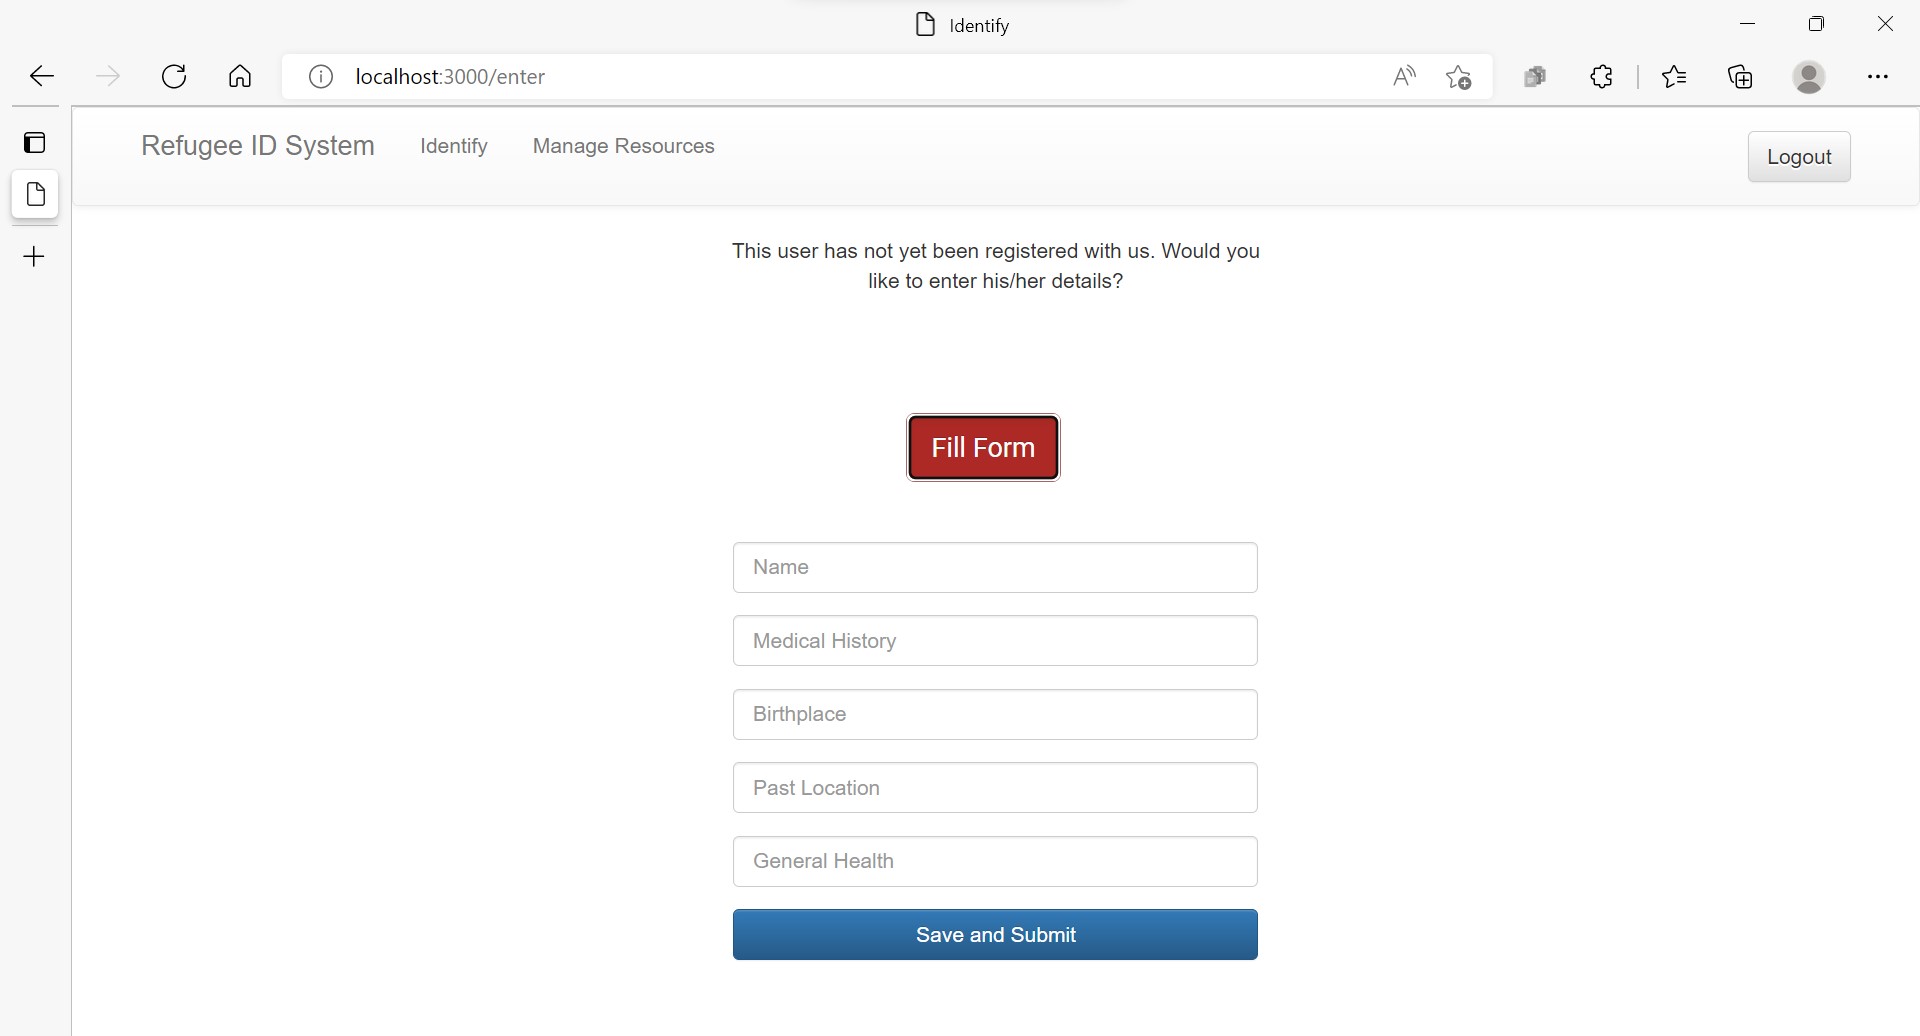 Identify
localhost:3000/enter
Refugee ID System Identify Manage Resources Logout
This user has not yet been registered with us. Would you
like to enter his/her details?
Fill Form
Name
Medical History
Birthplace
Past Location
General Health
Save and Submit